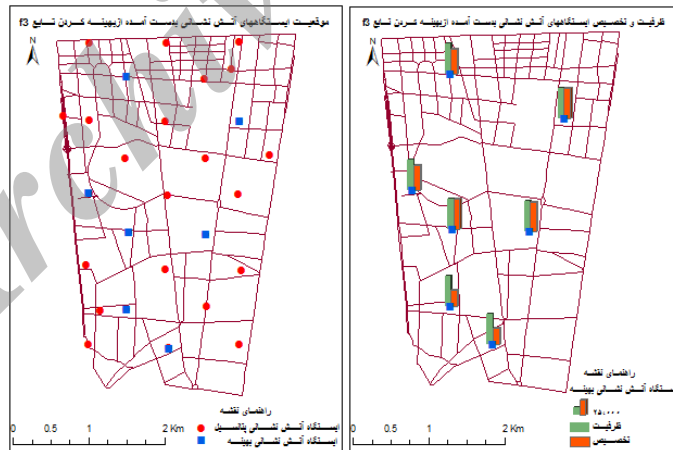 موقعیت ایستگاههای آتش نشانی بدست آمده ازبهینه کردن تابع f3
N
راهنمای نقشه
ایستگاه آتش نشانی پتانسیل
ایستگاه آتش نشانی بهینه
0 0.5 1 2 Km
ظرفیت و تخصیص ایستگاههای آتش نشانی بدست آمده ازبهینه کردن تابع f3
N
راهنمای نقشه
ایستگاه آتش نشانی بهینه
۲۵،۰۰۰
ظرفیت
تخصیص
0 0.5 1 2 Km
Archiv